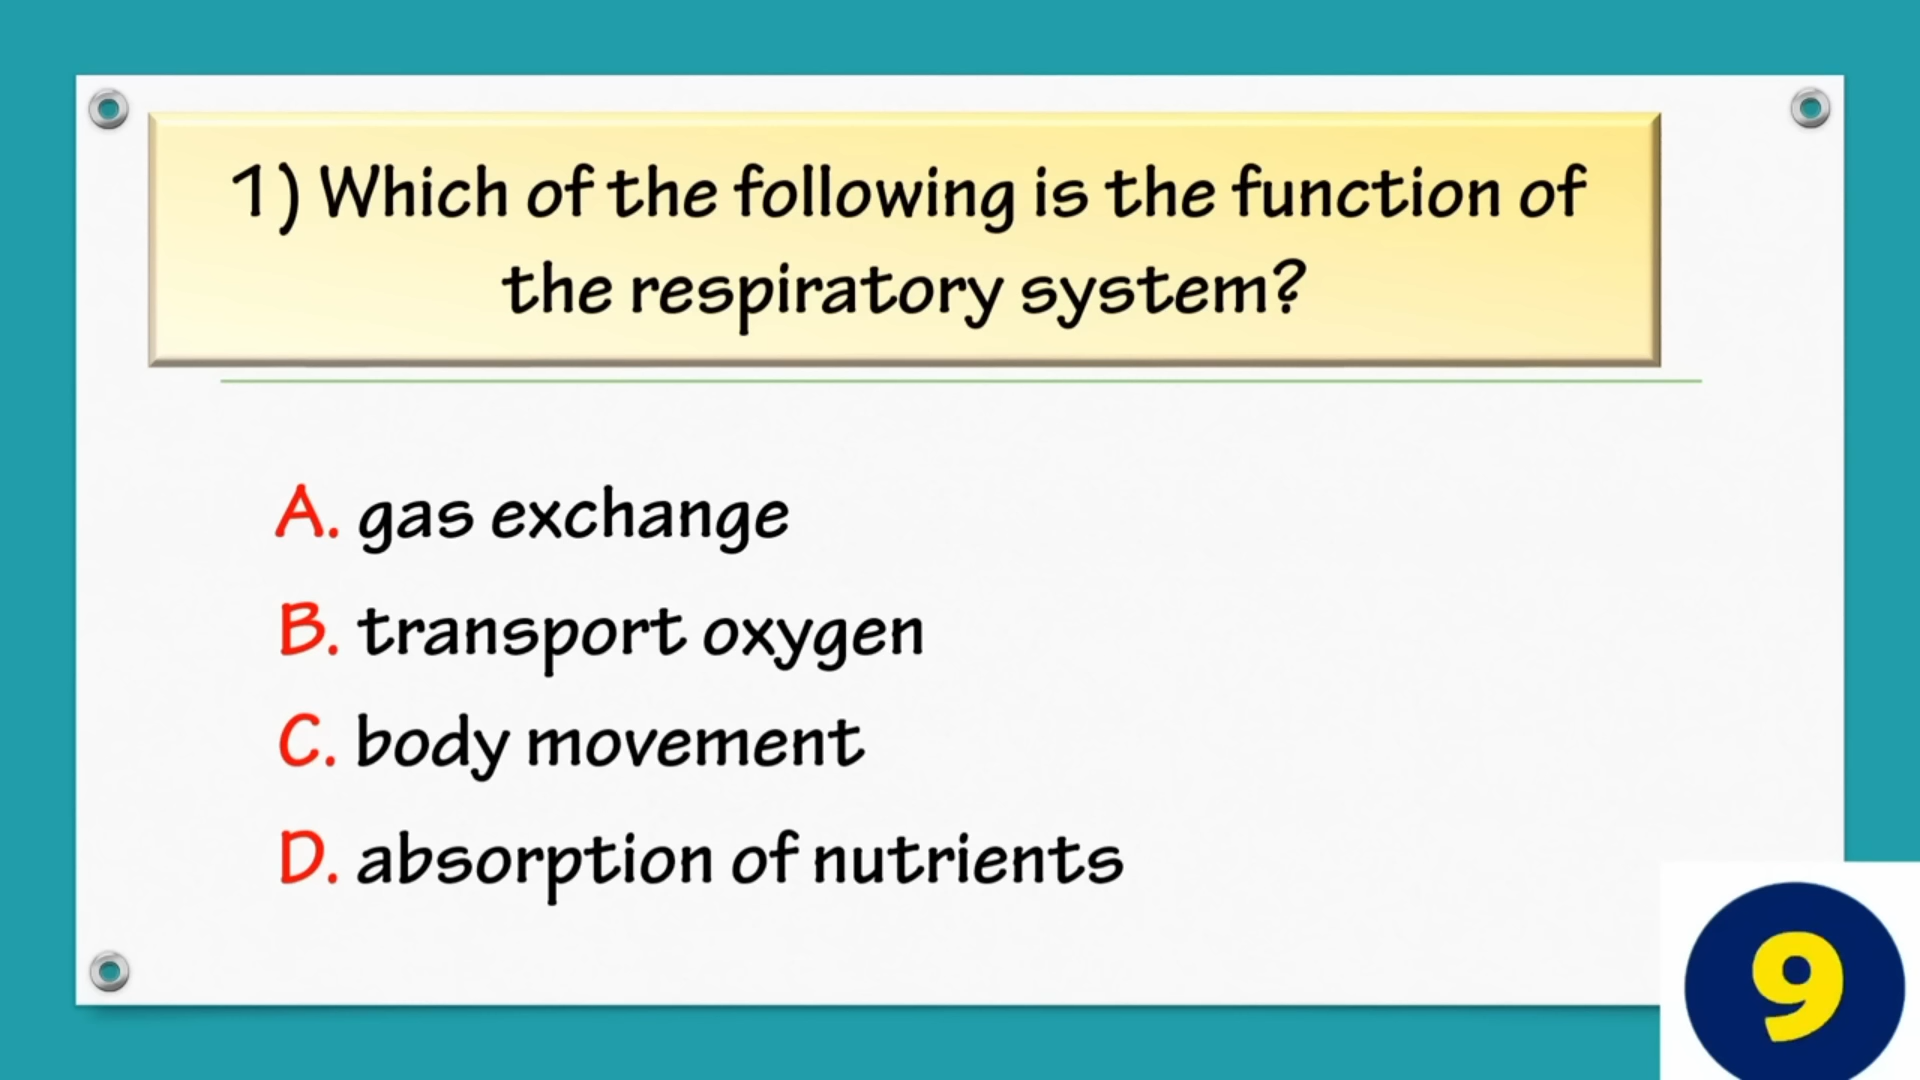 1) Which of the following is the function of
the respiratory system?
A. gas exchange
B. transport oxygen
C. body movement
D. absorption of nutrients
9